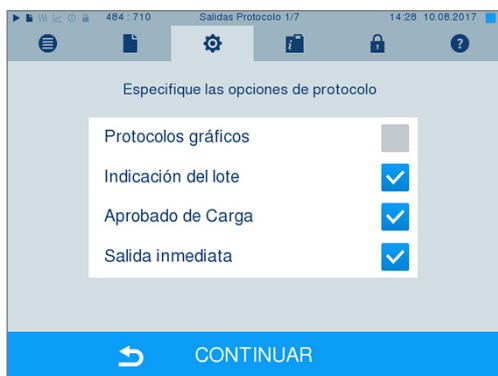 484 : 710 Salidas Protocolo 1/7 14:28 10.08.2017
Especifique las opciones de protocolo
Protocolos gráficos
Indicación del lote
Aprobado de Carga
Salida inmediata
CONTINUAR